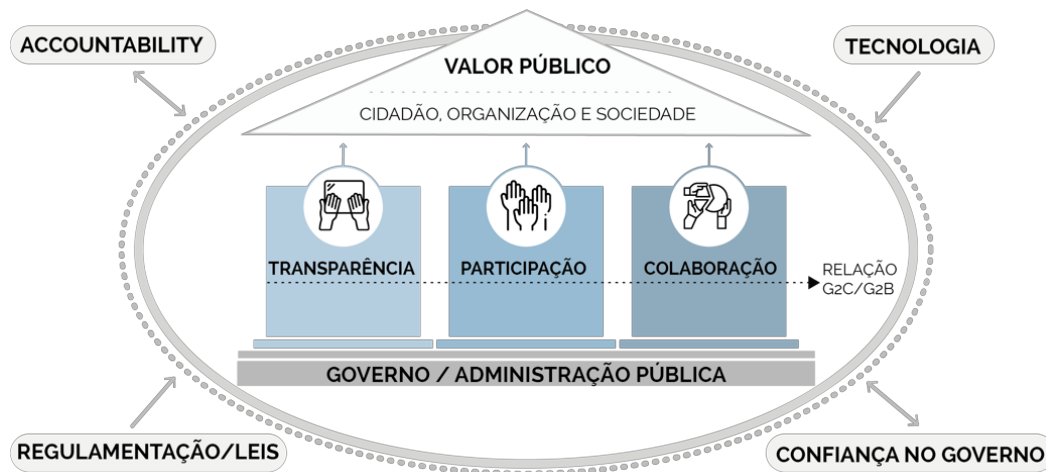 ACCOUNTABILITY
TECNOLOGIA
VALOR PÚBLICO
CIDADÃO, ORGANIZAÇÃO E SOCIEDADE
TRANSPARÊNCIA
PARTICIPAÇÃO
COLABORAÇÃO
RELAÇÃO
G2C/G2B
GOVERNO / ADMINISTRAÇÃO PÚBLICA
REGULAMENTAÇÃO/LEIS
CONFIANÇA NO GOVERNO